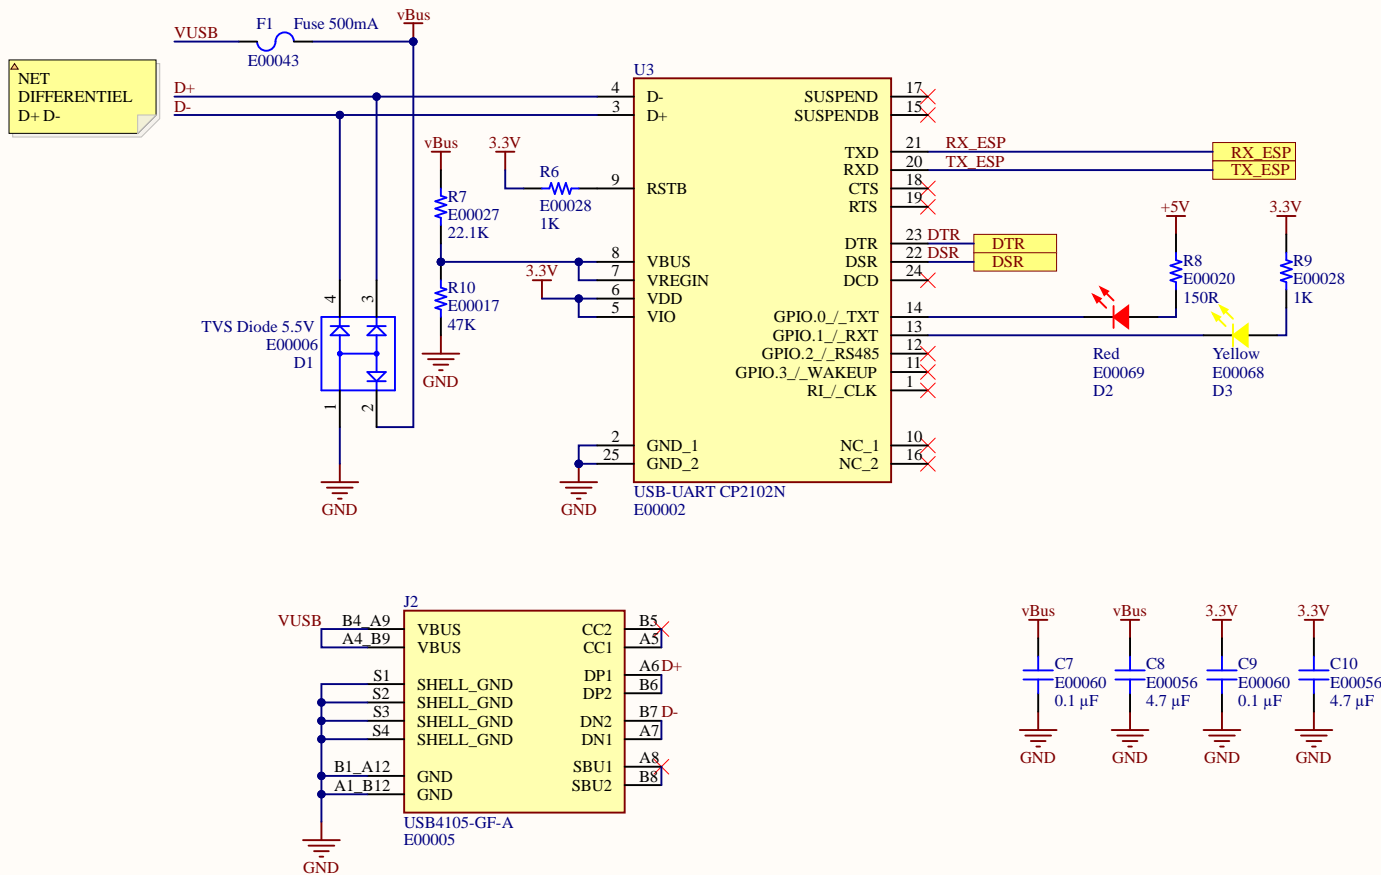 VUSB
F1
Fuse 500mA
E00043
vBus
NET
DIFFERENTIEL
D+ D-
D+
D-
vBus
R7
E00027
22.1K
R10
E00017
47K
GND
3.3V
R6
E00028
1K
3.3V
TVS Diode 5.5V
E00006
D1
4
3
1
2
GND
GND
U3
4
D-
3
D+
9
RSTB
8
VBUS
7
VREGIN
6
VDD
5
VIO
2
GND_1
25
GND_2
SUSPEND
17
SUSPENDB
15
TXD
21
RX_ESP
RX_ESP
RXD
20
TX_ESP
TX_ESP
CTS
18
RTS
19
DTR
23
DTR
DTR
DSR
22
DSR
DSR
DCD
24
GPIO.0_/_TXT
14
GPIO.1_/_RXT
13
GPIO.2_/_RS485
12
GPIO.3_/_WAKEUP
11
RI_/_CLK
1
NC_1
10
NC_2
16
USB-UART CP2102N
E00002
+5V
R8
E00020
150R
3.3V
R9
E00028
1K
Red
E00069
D2
Yellow
E00068
D3
J2
VUSB
B4_A9
VBUS
A4_B9
VBUS
S1
SHELL_GND
S2
SHELL_GND
S3
SHELL_GND
S4
SHELL_GND
B1_A12
GND
A1_B12
GND
CC2
B5
CC1
A5
DP1
A6
D+
DP2
B6
DN2
B7
D-
DN1
A7
SBU1
A8
SBU2
B8
USB4105-GF-A
E00005
GND
vBus
C7
E00060
0.1 µF
GND
vBus
C8
E00056
4.7 µF
GND
3.3V
C9
E00060
0.1 µF
GND
3.3V
C10
E00056
4.7 µF
GND